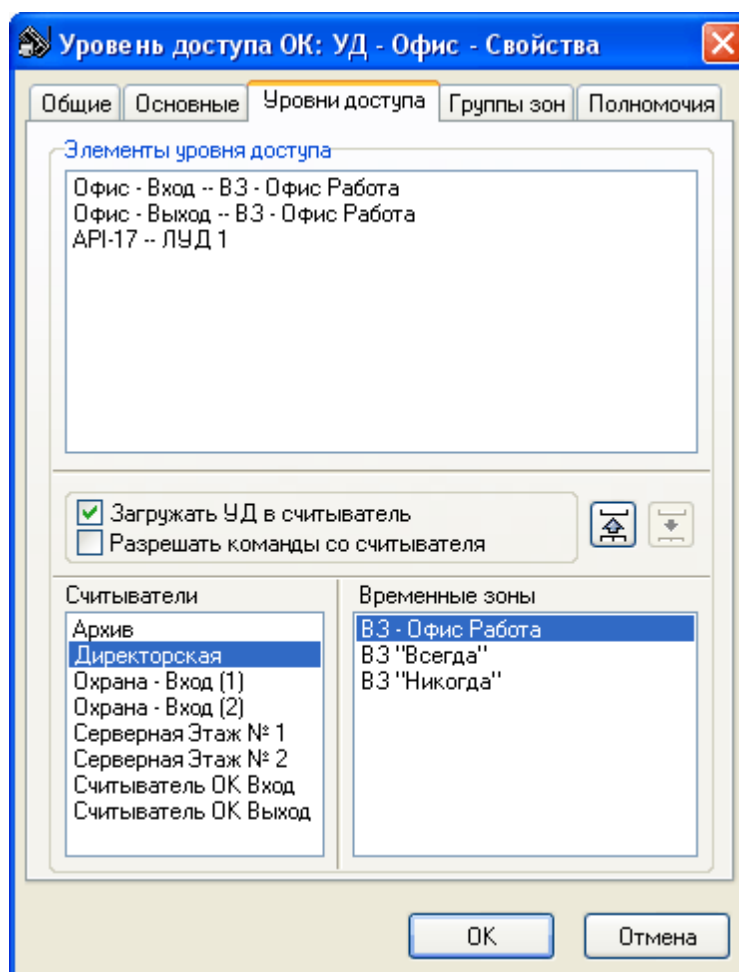 Уровень доступа ОК: УД - Офис - Свойства
Общие Основные Уровни доступа Группы зон Полномочия
Элементы уровня доступа
Офис - Вход -- ВЗ - Офис Работа
Офис - Выход -- ВЗ - Офис Работа
API-17 -- ЛУД 1
Загружать УД в считыватель
Разрешать команды со считывателя
Считыватели
Архив
Директорская
Охрана - Вход (1)
Охрана - Вход (2)
Серверная Этаж № 1
Серверная Этаж № 2
Считыватель ОК Вход
Считыватель ОК Выход
Временные зоны
ВЗ - Офис Работа
ВЗ "Всегда"
ВЗ "Никогда"
ОК Отмена